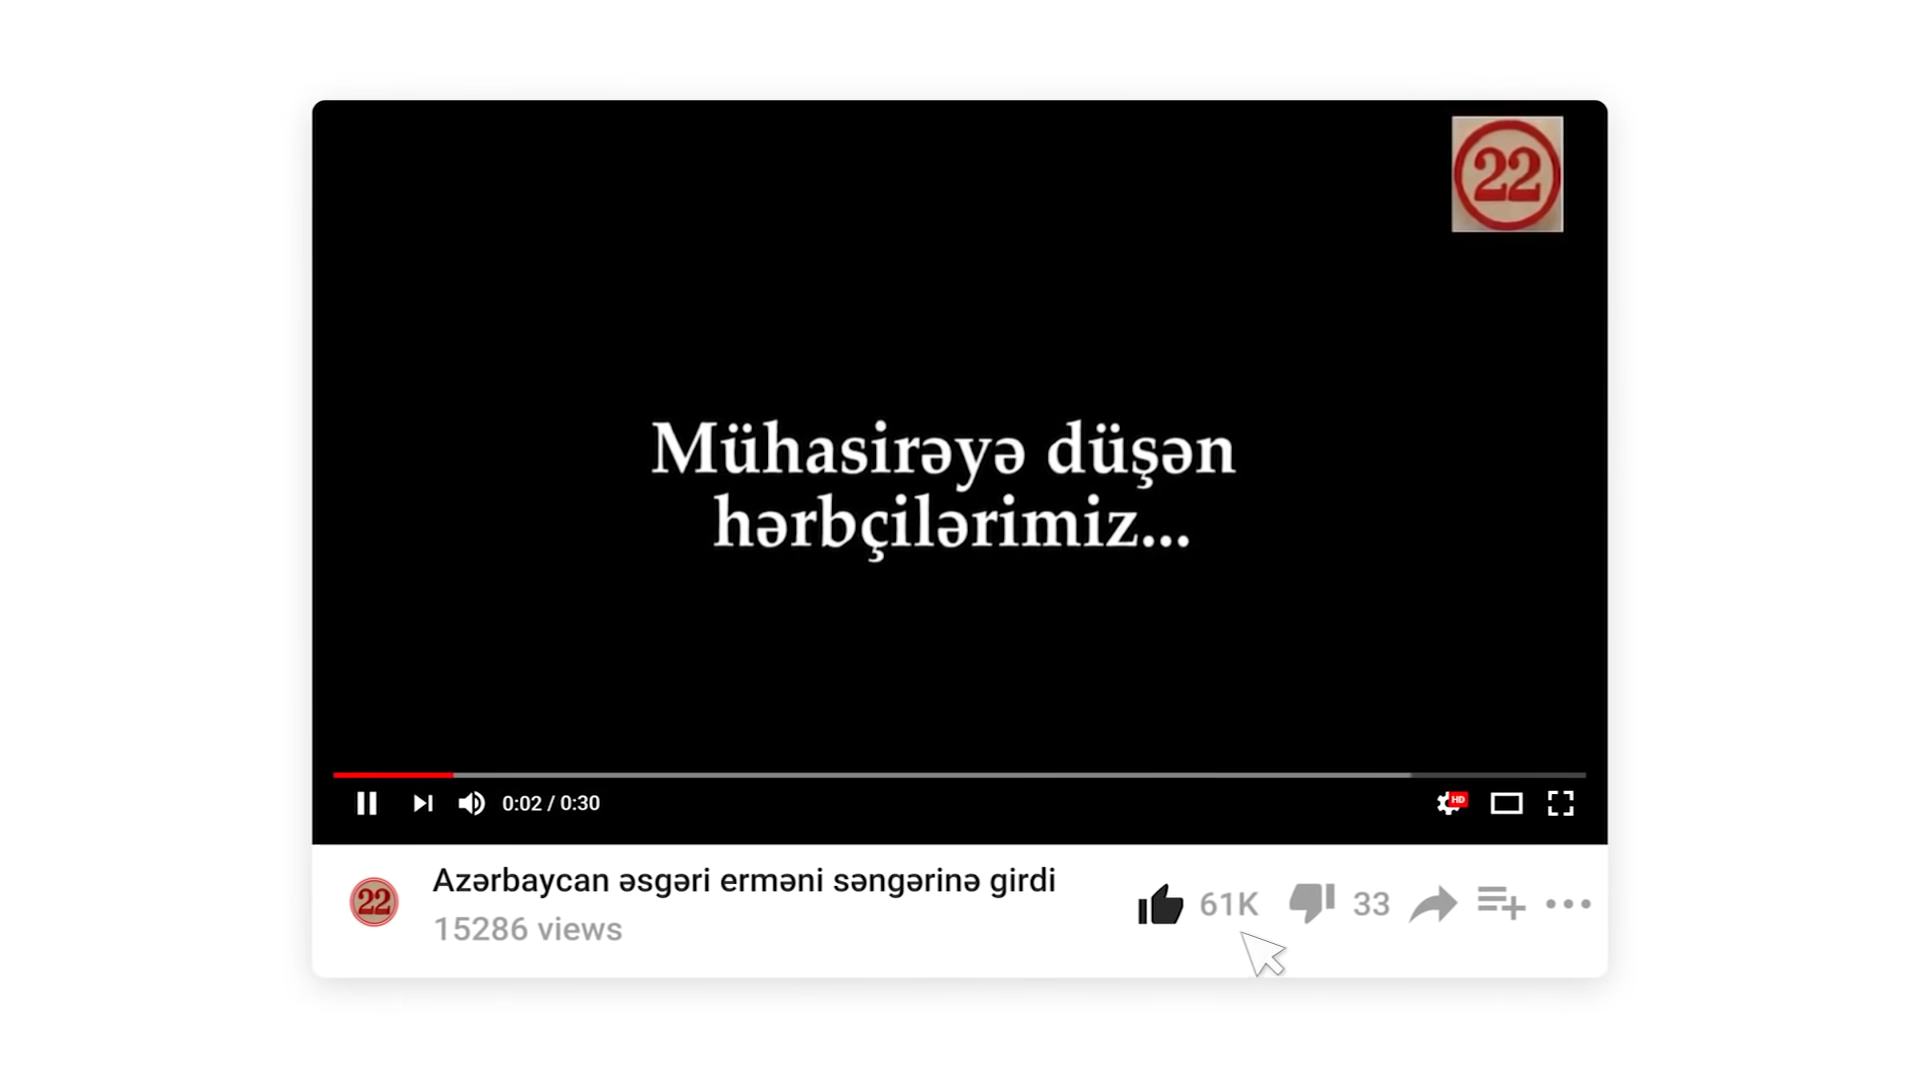 22
Mühasirəyə düşən
hərbçilərimiz...
0:02 / 0:30
HD
22
Azərbaycan əsgəri erməni səngərinə girdi
15286 views
61K
33